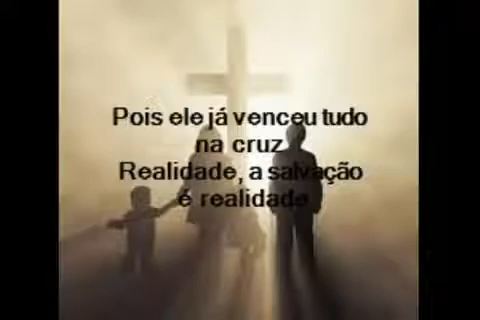 Pois ele já venceu tudo
na cruz
Realidade, a salvação
é realidade